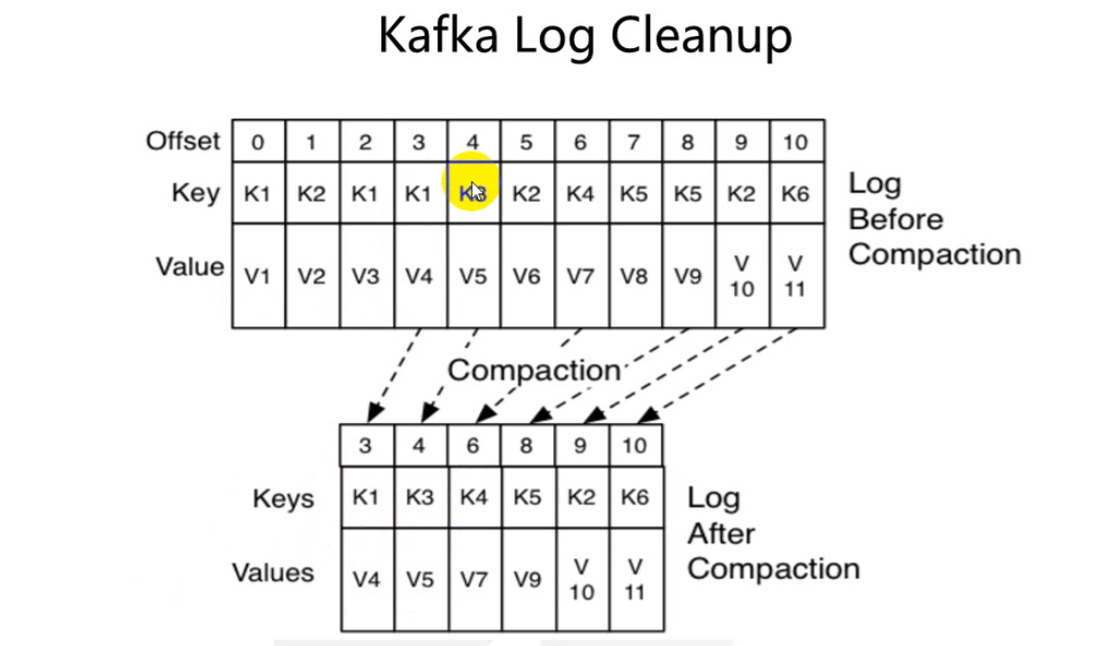 Kafka Log Cleanup
Offset 0 1 2 3 4 5 6 7 8 9 10
Key K1 K2 K1 K1 K3 K2 K4 K5 K5 K2 K6
Log
Before
Compaction
Value V1 V2 V3 V4 V5 V6 V7 V8 V9 V 10 V 11
Compaction
3 4 6 8 9 10
Keys K1 K3 K4 K5 K2 K6
Log
After
Compaction
Values V4 V5 V7 V9 V 10 V 11